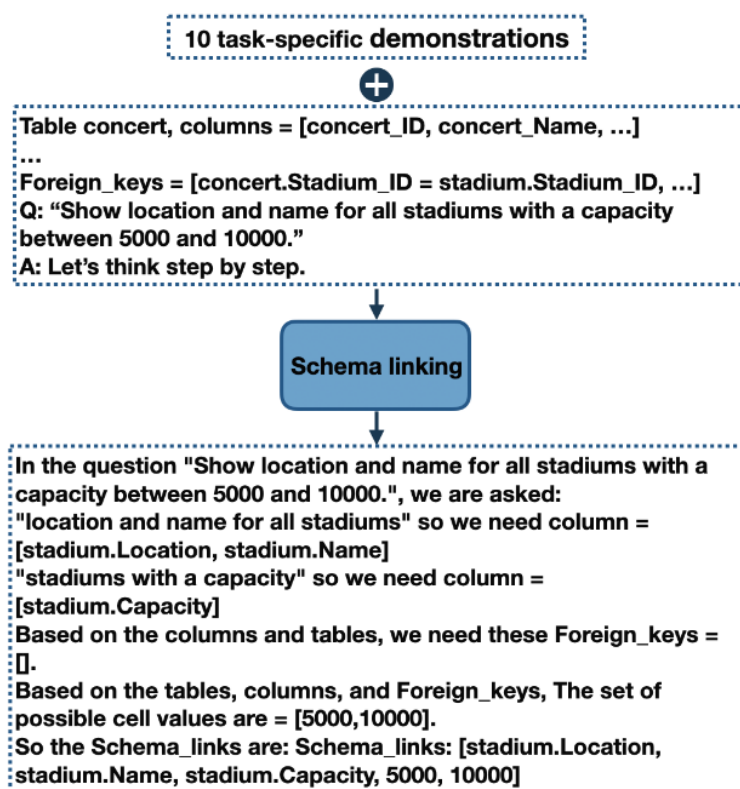 10 task-specific demonstrations
+
Table concert, columns = [concert_ID, concert_Name, …]
…
Foreign_keys = [concert.Stadium_ID = stadium.Stadium_ID, …]
Q: “Show location and name for all stadiums with a capacity
between 5000 and 10000.”
A: Let’s think step by step.
Schema linking
In the question "Show location and name for all stadiums with a
capacity between 5000 and 10000.", we are asked:
"location and name for all stadiums" so we need column =
[stadium.Location, stadium.Name]
"stadiums with a capacity" so we need column =
[stadium.Capacity]
Based on the columns and tables, we need these Foreign_keys =
[].
Based on the tables, columns, and Foreign_keys, The set of
possible cell values are = [5000,10000].
So the Schema_links are: Schema_links: [stadium.Location,
stadium.Name, stadium.Capacity, 5000, 10000]